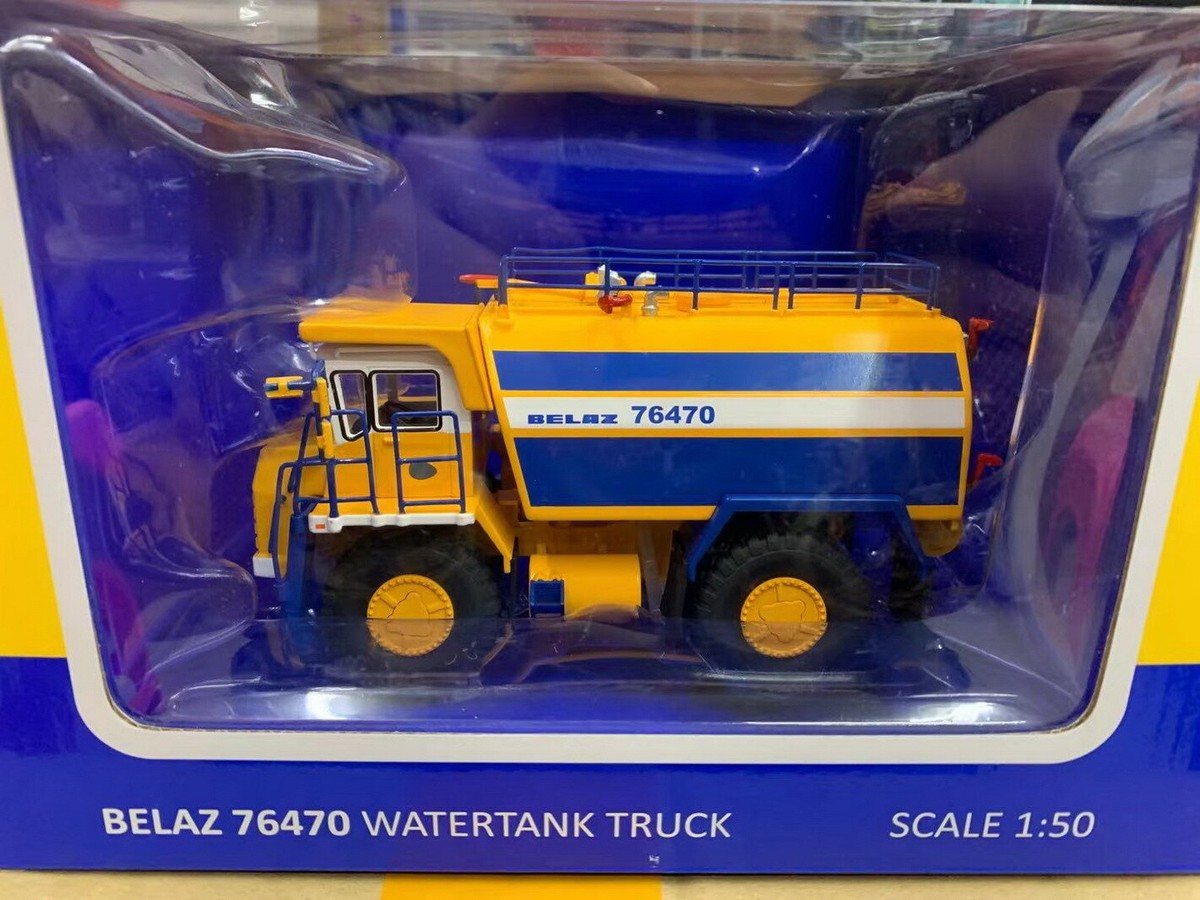 BELAZ 76470
BELAZ 76470 WATERTANK TRUCK
SCALE 1:50